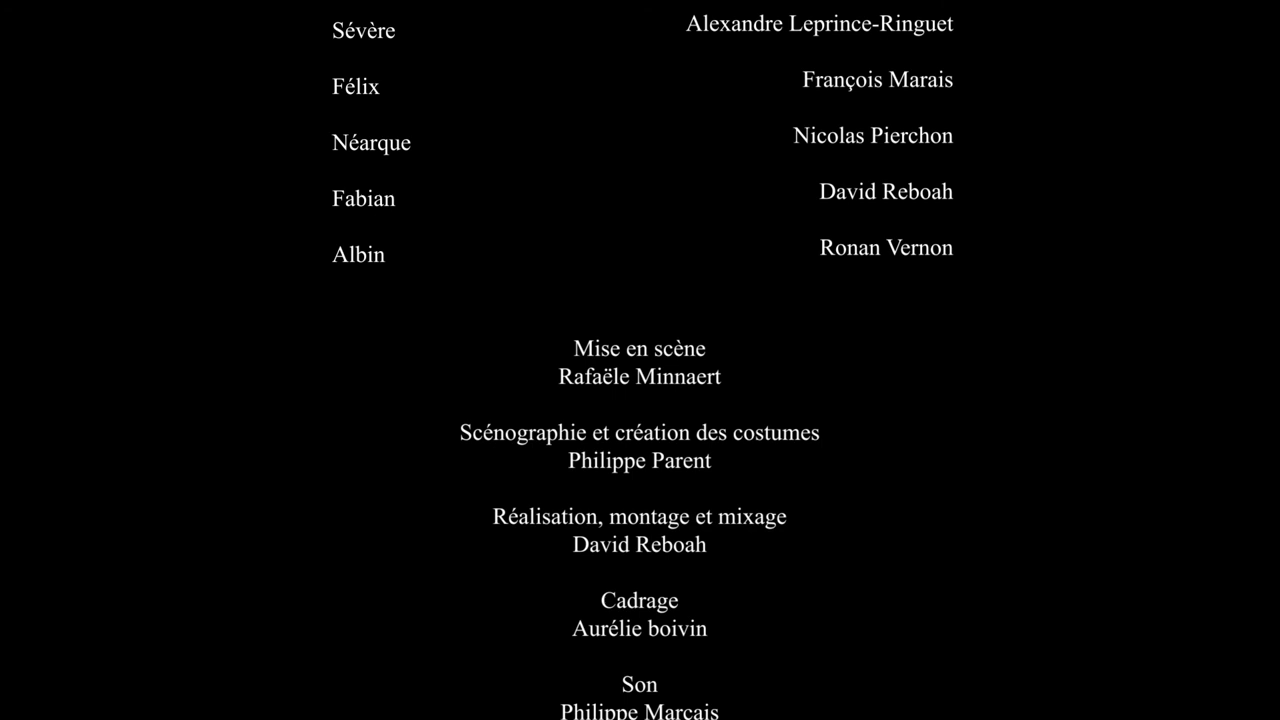 Sévère Alexandre Leprince-Ringuet
Félix François Marais
Néarque Nicolas Pierchon
Fabian David Reboah
Albin Ronan Vernon
Mise en scène
Rafaële Minnaert
Scénographie et création des costumes
Philippe Parent
Réalisation, montage et mixage
David Reboah
Cadrage
Aurélie boivin
Son
Philippe Marcais